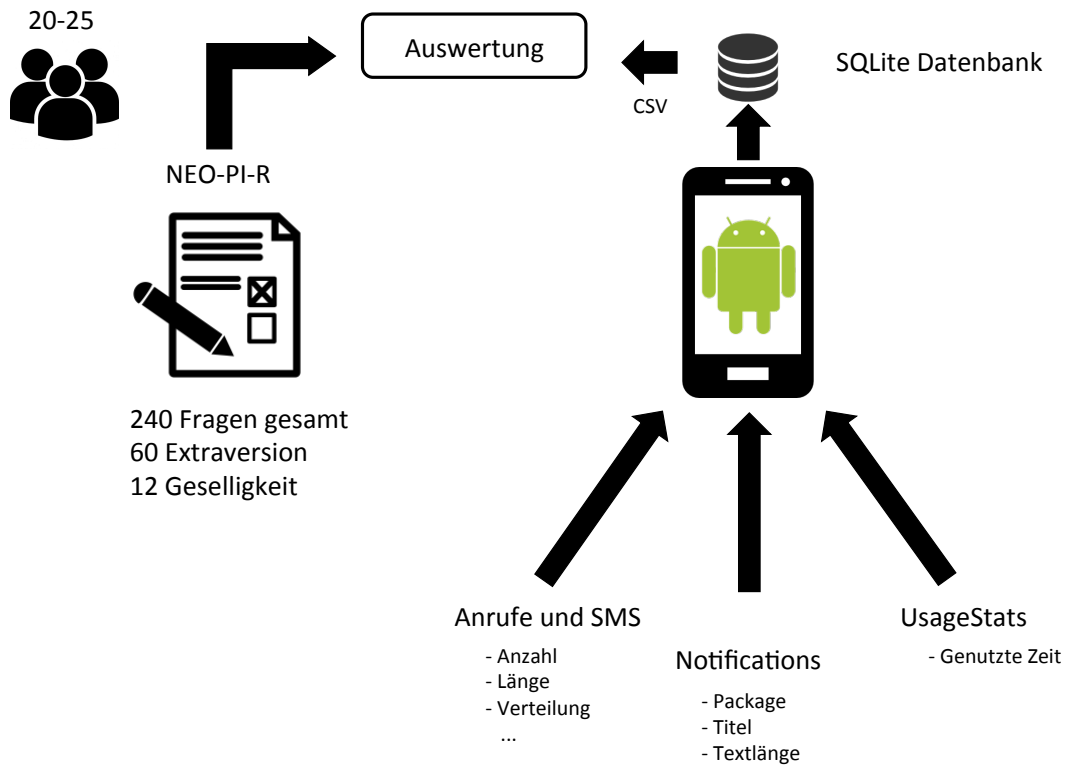 20-25
Auswertung
SQLite Datenbank
CSV
NEO-PI-R
240 Fragen gesamt
60 Extraversion
12 Geselligkeit
Anrufe und SMS
- Anzahl
- Länge
- Verteilung
...
Notifications
- Package
- Titel
- Textlänge
UsageStats
- Genutzte Zeit